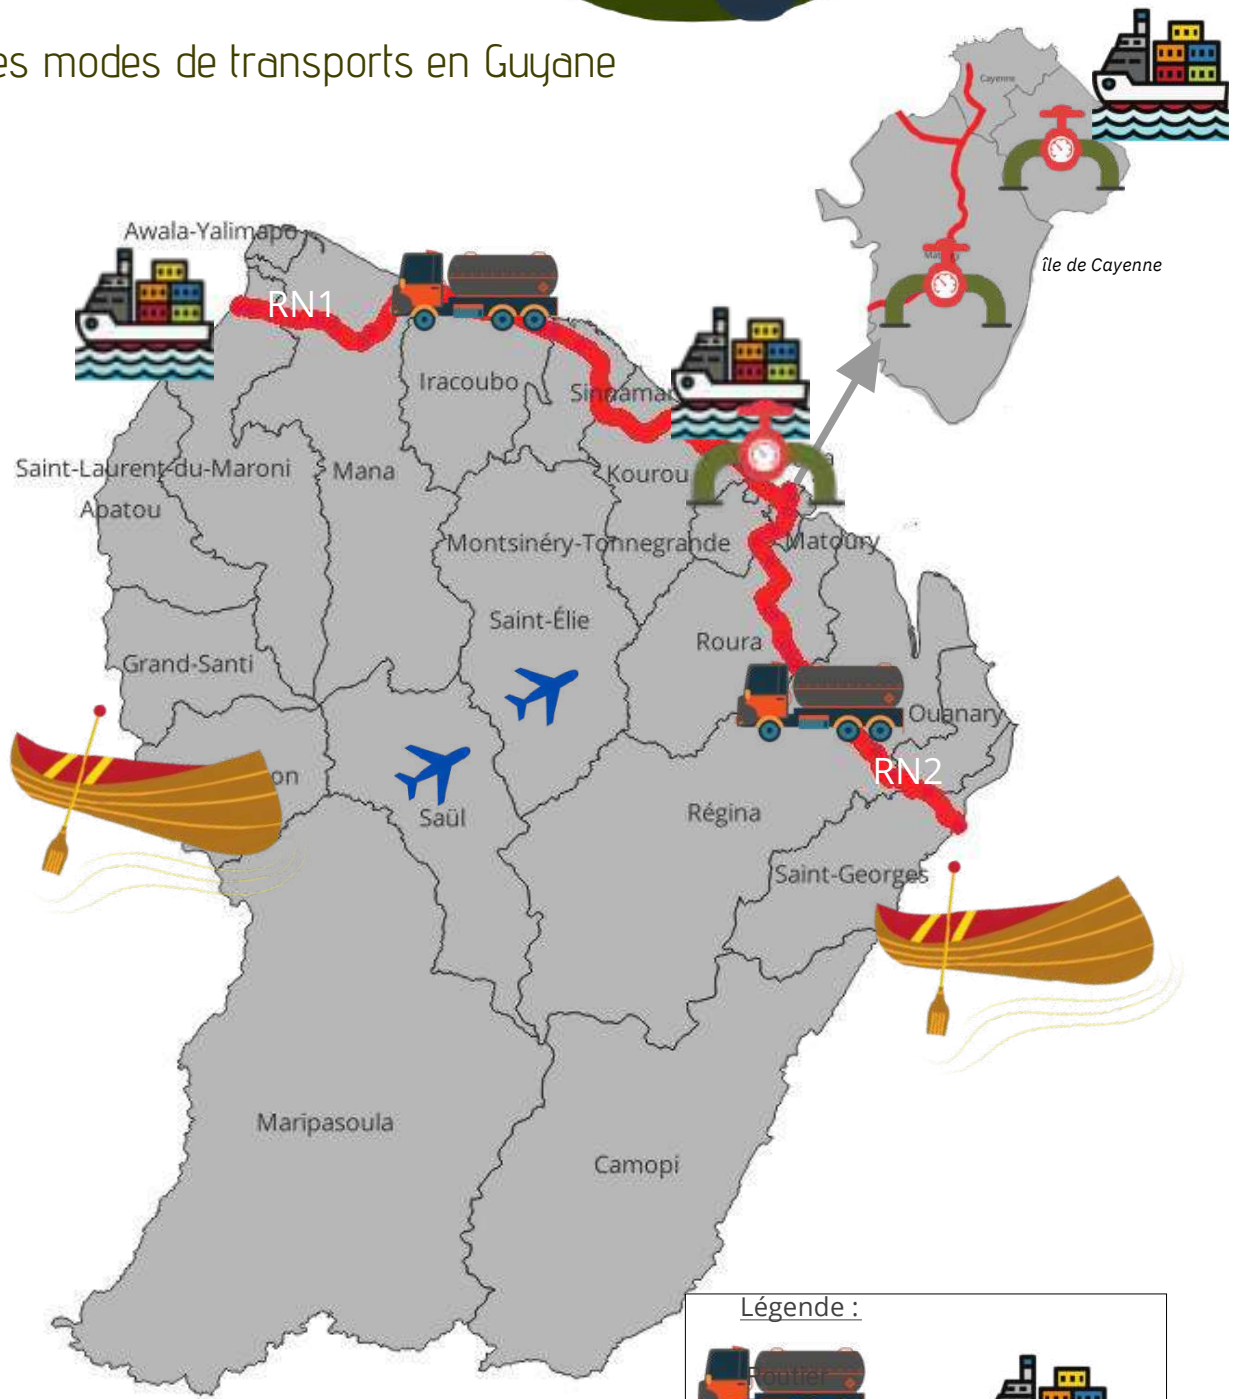 es modes de transports en Guyane
Cayenne
île de Cayenne
Awala-Yalimapo
RN1
Iracoubo
Saint-Laurent-du-Maroni
Mana
Kourou
Apatou
Montsinéry-Tonnegrande
Matoury
Saint-Élie
Roura
Grand-Santi
Ouanary
RN2
Saül
Régina
Saint-Georges
Maripasoula
Camopi
Légende :
Routier